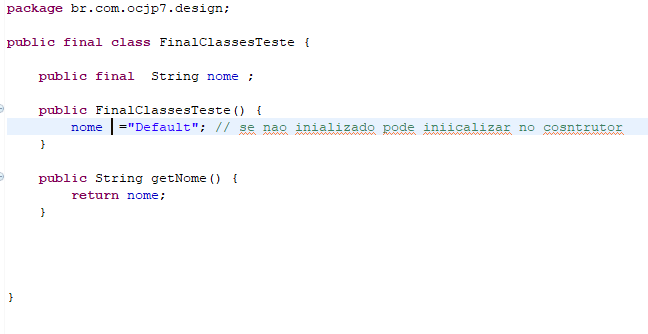 package br.com.ocjp7.design;
public final class FinalClassesTeste {
public final  String nome ;
public FinalClassesTeste() {
nome ="Default"; // se nao inializado pode iniicalizar no cosntrutor
}
public String getNome() {
return nome;
}
}